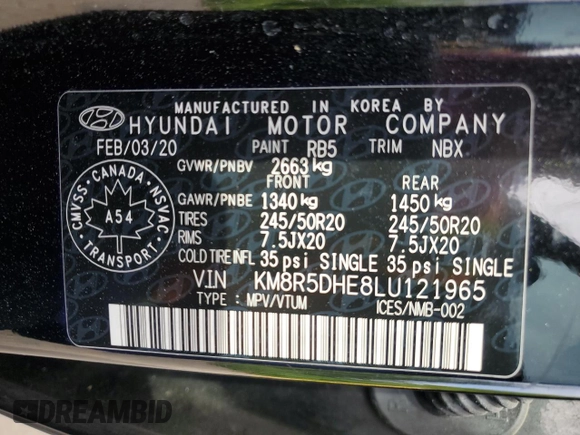 MANUFACTURED IN KOREA BY
HYUNDAI MOTOR COMPANY
FEB/03/20 PAINT RB5 TRIM NBX
GVWR/PNBV 2663 kg
FRONT REAR
GAWR/PNBE 1340 kg 1450 kg
TIRES 245/50R20 245/50R20
RIMS 7.5JX20 7.5JX20
COLD TIRE INFL 35 psi SINGLE 35 psi SINGLE
VIN KM8R5DHE8LU121965
TYPE : MPV/VTUM ICES/NMB-002
CMVSS - CANADA - NSVAC
A54
TRANSPORT
DREAMBID